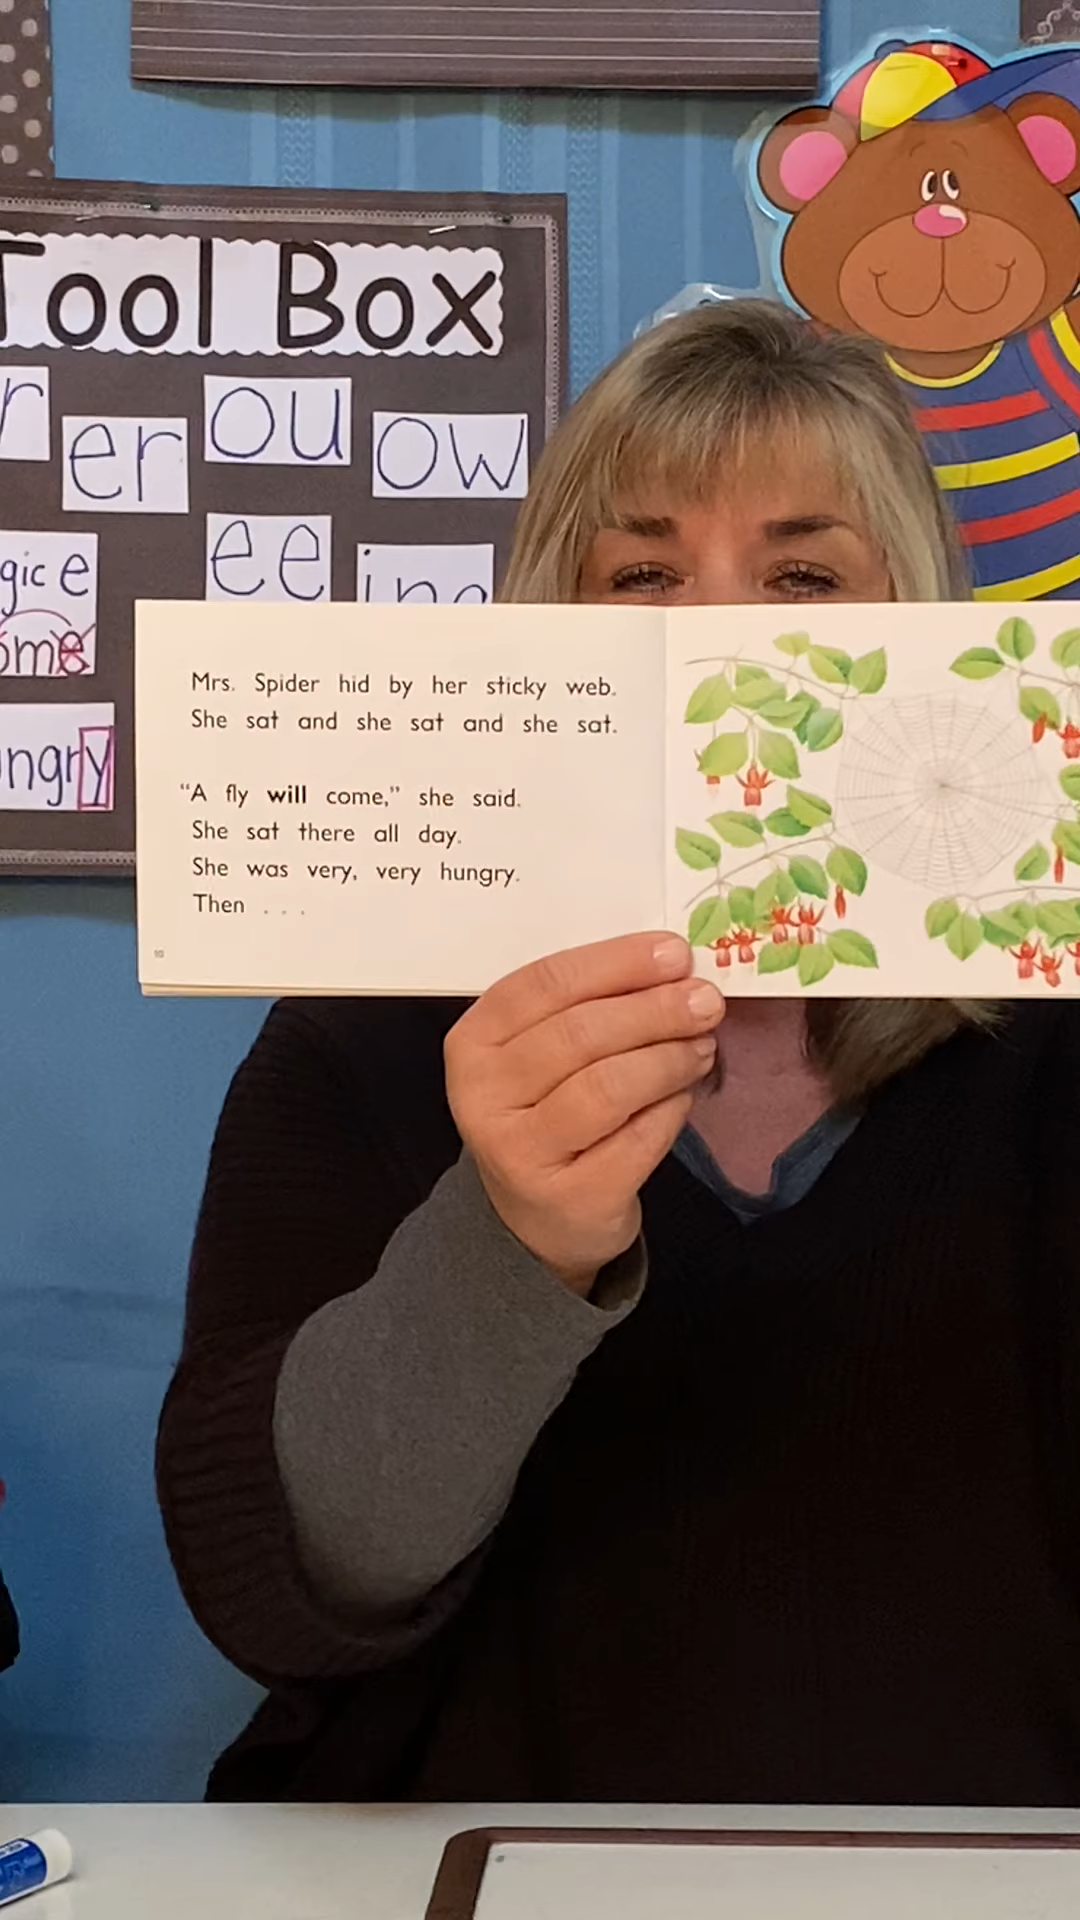 Tool Box
er
ou
ow
ee
Mrs. Spider hid by her sticky web.
She sat and she sat and she sat.
"A fly will come," she said.
She sat there all day.
She was very, very hungry.
Then . . .
10